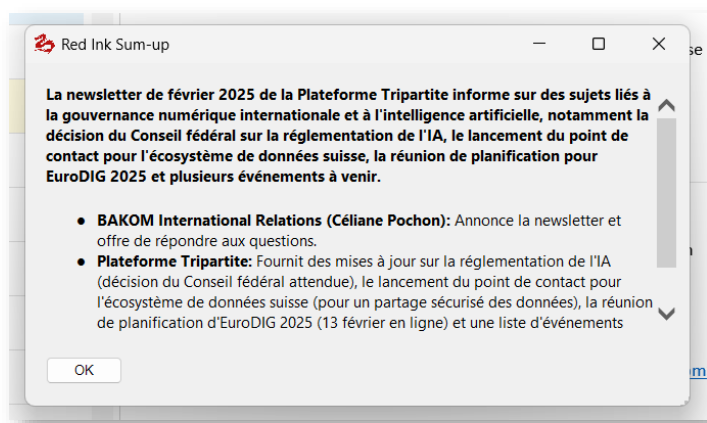 Red Ink Sum-up
se
La newsletter de février 2025 de la Plateforme Tripartite informe sur des sujets liés à
la gouvernance numérique internationale et à l'intelligence artificielle, notamment la
décision du Conseil fédéral sur la réglementation de l'IA, le lancement du point de
contact pour l'écosystème de données suisse, la réunion de planification pour
EuroDIG 2025 et plusieurs événements à venir.
● BAKOM International Relations (Céliane Pochon): Annonce la newsletter et
offre de répondre aux questions.
● Plateforme Tripartite: Fournit des mises à jour sur la réglementation de l'IA
(décision du Conseil fédéral attendue), le lancement du point de contact pour
l'écosystème de données suisse (pour un partage sécurisé des données), la réunion
de planification d'EuroDIG 2025 (13 février en ligne) et une liste d'événements
OK
om